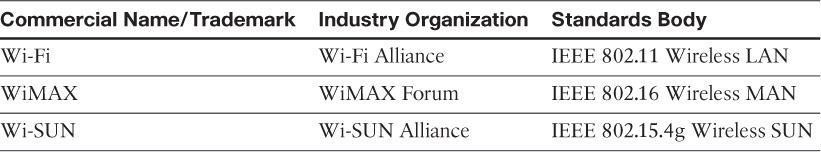 Commercial Name/Trademark Industry Organization Standards Body
Wi-Fi Wi-Fi Alliance IEEE 802.11 Wireless LAN
WiMAX WiMAX Forum IEEE 802.16 Wireless MAN
Wi-SUN Wi-SUN Alliance IEEE 802.15.4g Wireless SUN